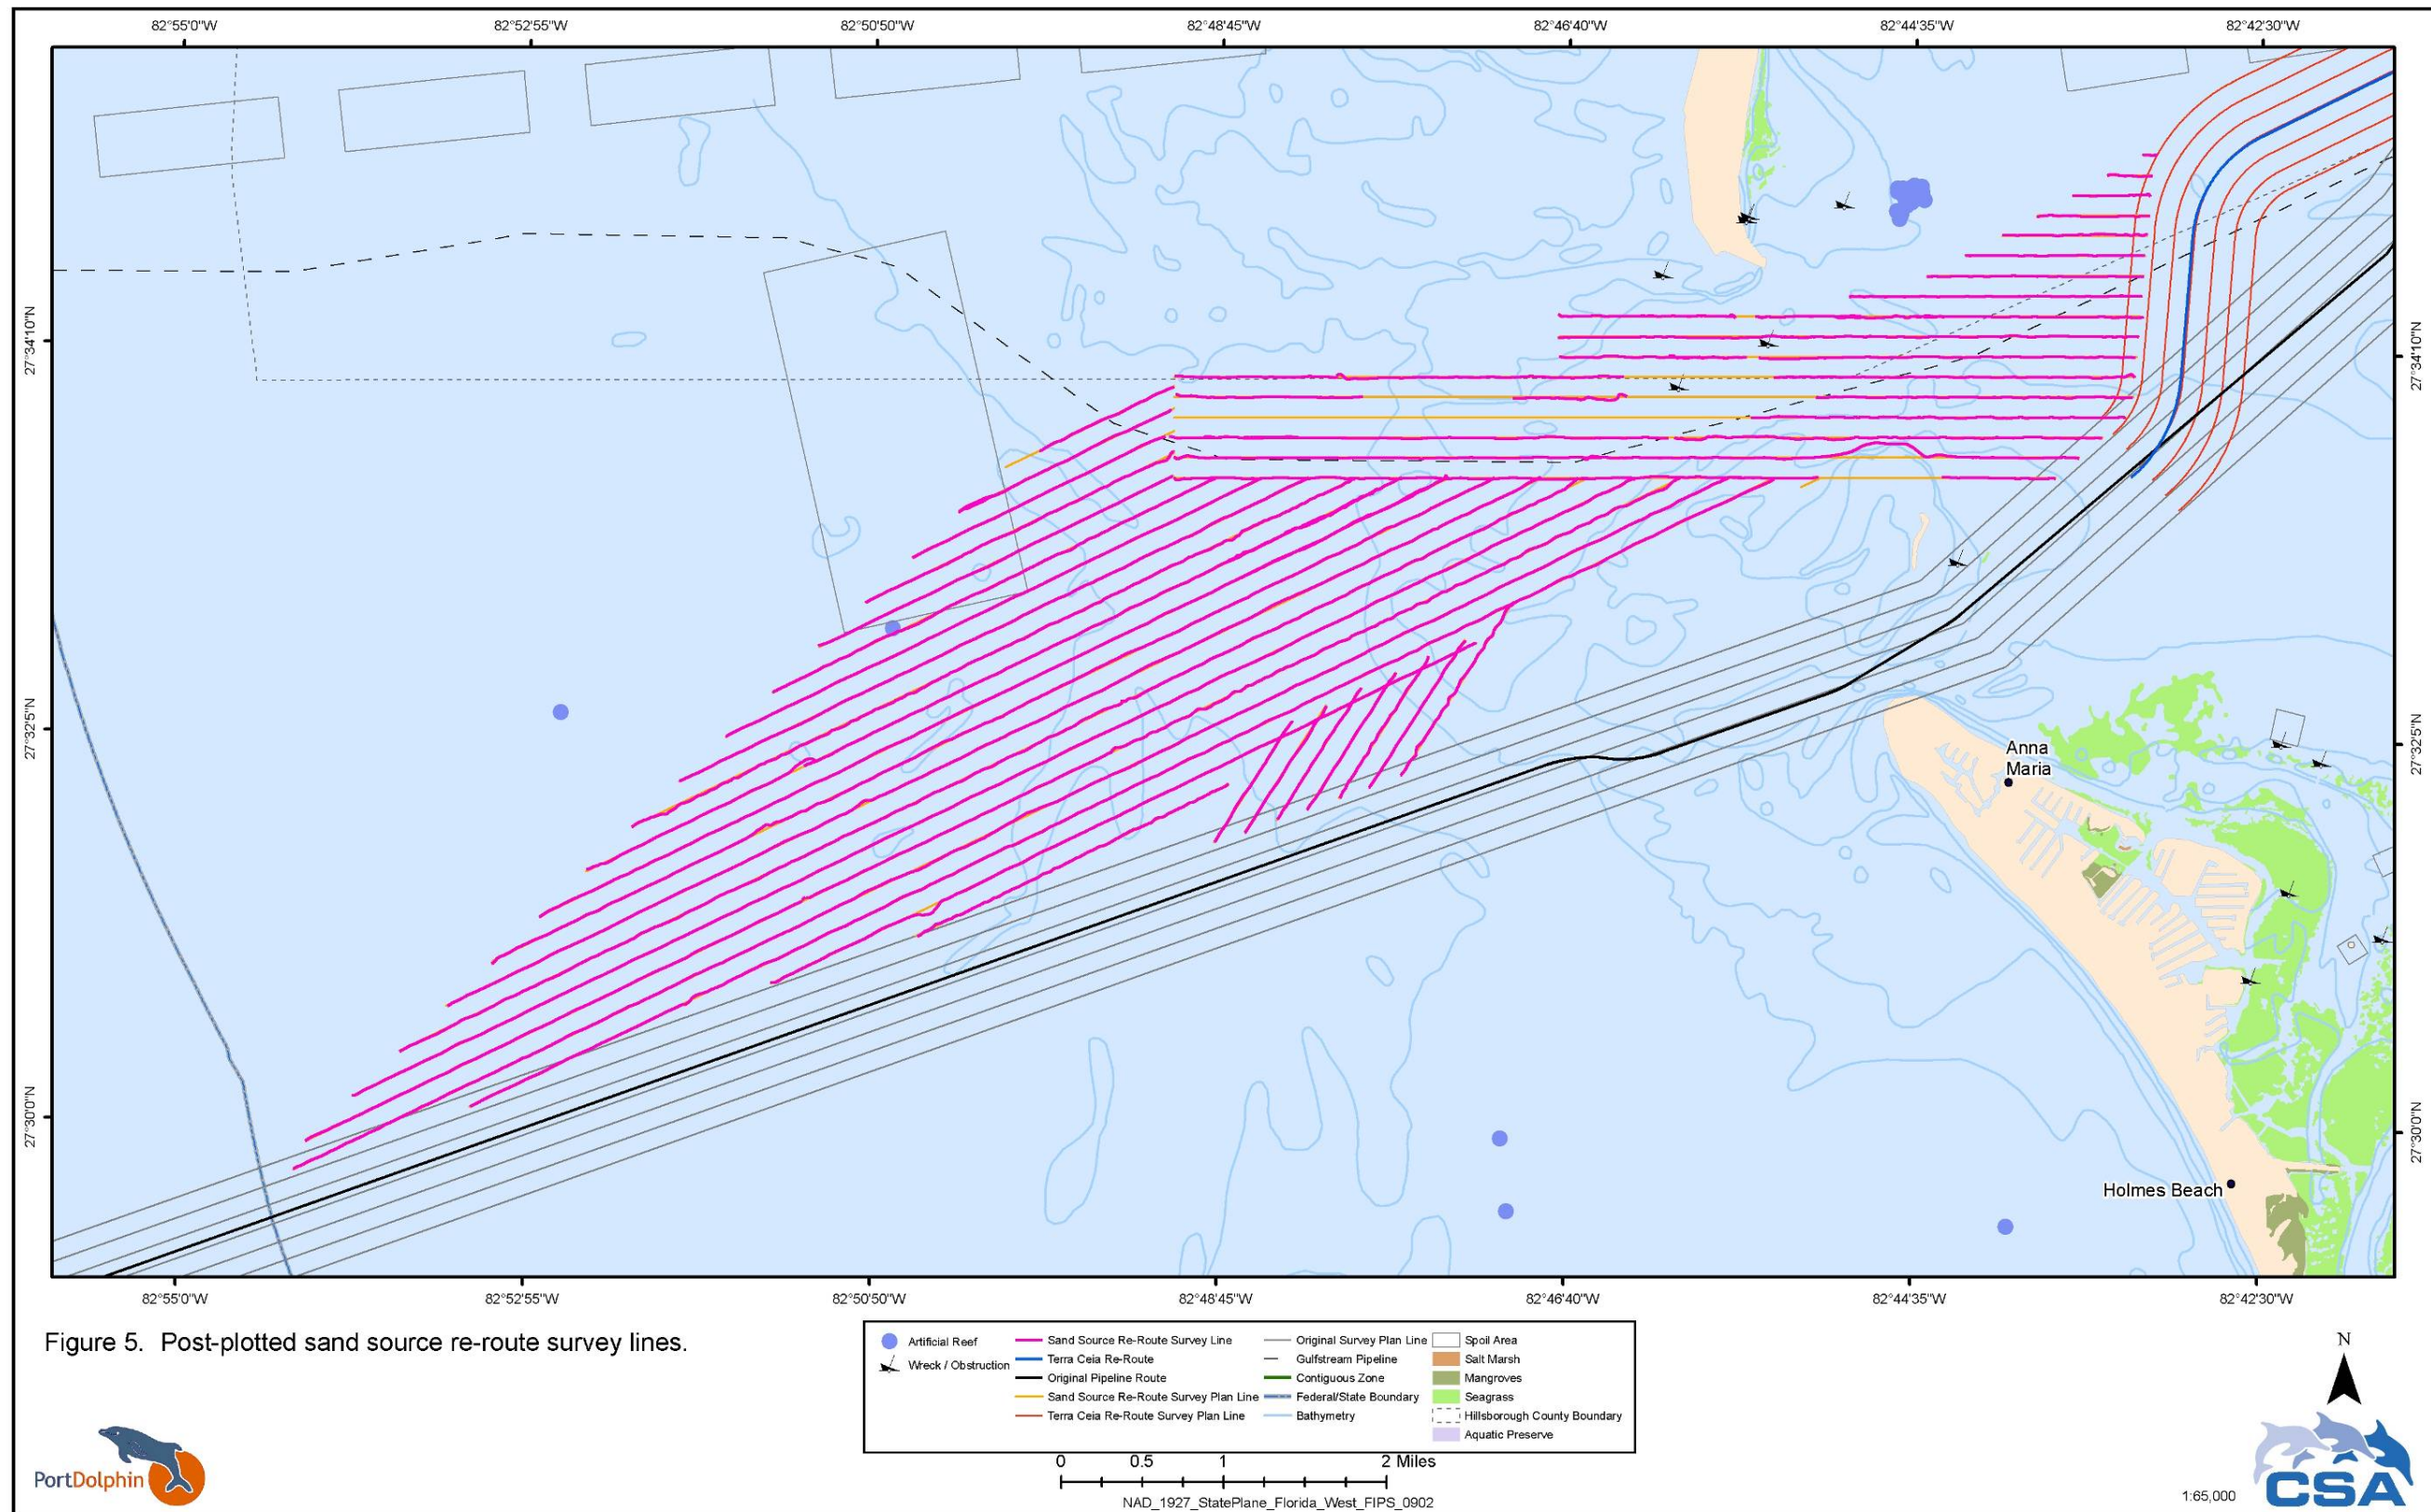 82°55'0"W 82°52'55"W 82°50'50"W 82°48'45"W 82°46'40"W 82°44'35"W 82°42'30"W
27°34'10"N
27°34'10"N
27°32'5"N
27°32'5"N
Anna
Maria
27°30'0"N
27°30'0"N
Holmes Beach
82°55'0"W 82°52'55"W 82°50'50"W 82°48'45"W 82°46'40"W 82°44'35"W 82°42'30"W
Figure 5. Post-plotted sand source re-route survey lines.
Artificial Reef
Wreck / Obstruction
Sand Source Re-Route Survey Line
Terra Ceia Re-Route
Original Pipeline Route
Sand Source Re-Route Survey Plan Line
Terra Ceia Re-Route Survey Plan Line
Original Survey Plan Line
Gulfstream Pipeline
Contiguous Zone
Federal/State Boundary
Bathymetry
Spoil Area
Salt Marsh
Mangroves
Seagrass
Hillsborough County Boundary
Aquatic Preserve
N
0 0.5 1 2 Miles
NAD_1927_StatePlane_Florida_West_FIPS_0902
PortDolphin
1:65,000
CSA